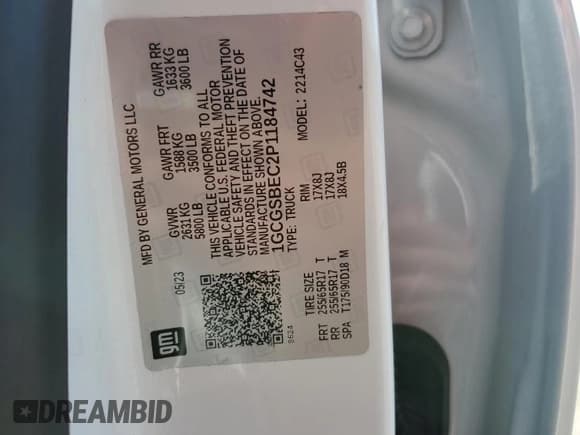 gm
MFD BY GENERAL MOTORS LLC
05/23
GVWR
2631 KG
5800 LB
GAWR FRT
1588 KG
3500 LB
GAWR RR
1633 KG
3600 LB
THIS VEHICLE CONFORMS TO ALL
APPLICABLE U.S. FEDERAL MOTOR
VEHICLE SAFETY AND THEFT PREVENTION
STANDARDS IN EFFECT ON THE DATE OF
MANUFACTURE SHOWN ABOVE.
1GCGSBEC2P1184742
TYPE: TRUCK
MODEL: 2214C43
9624
TIRE SIZE RIM
FRT 255/65R17 T 17X8J
RR 255/65R17 T 17X8J
SPA T175/90D18 M 18X4.5B
DREAMBID